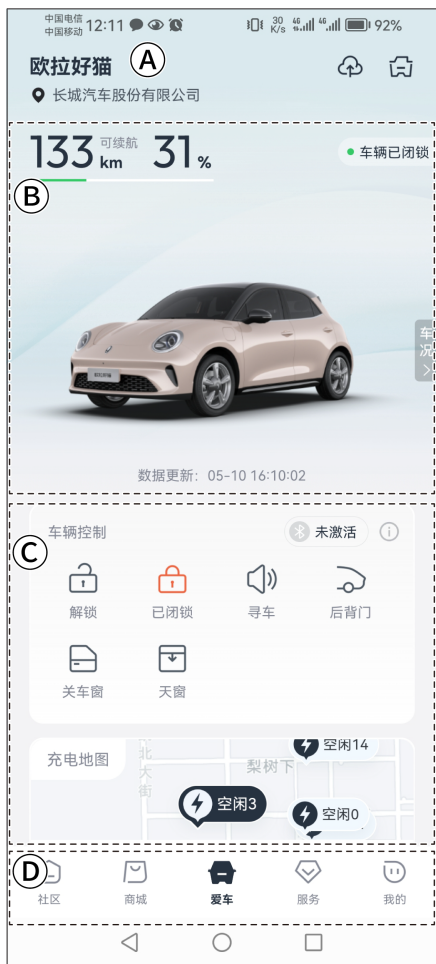 中国电信
中国移动 12:11 30 K/s 46 46 92%
欧拉好猫 A
长城汽车股份有限公司
133 可续航 km 31 % 车辆已闭锁
B
车况
数据更新：05-10 16:10:02
C
车辆控制 未激活
解锁 已闭锁 寻车 后背门
关车窗 天窗
充电地图 北大街 梨树下 空闲14
空闲3 空闲0
D
社区 商城 爱车 服务 我的